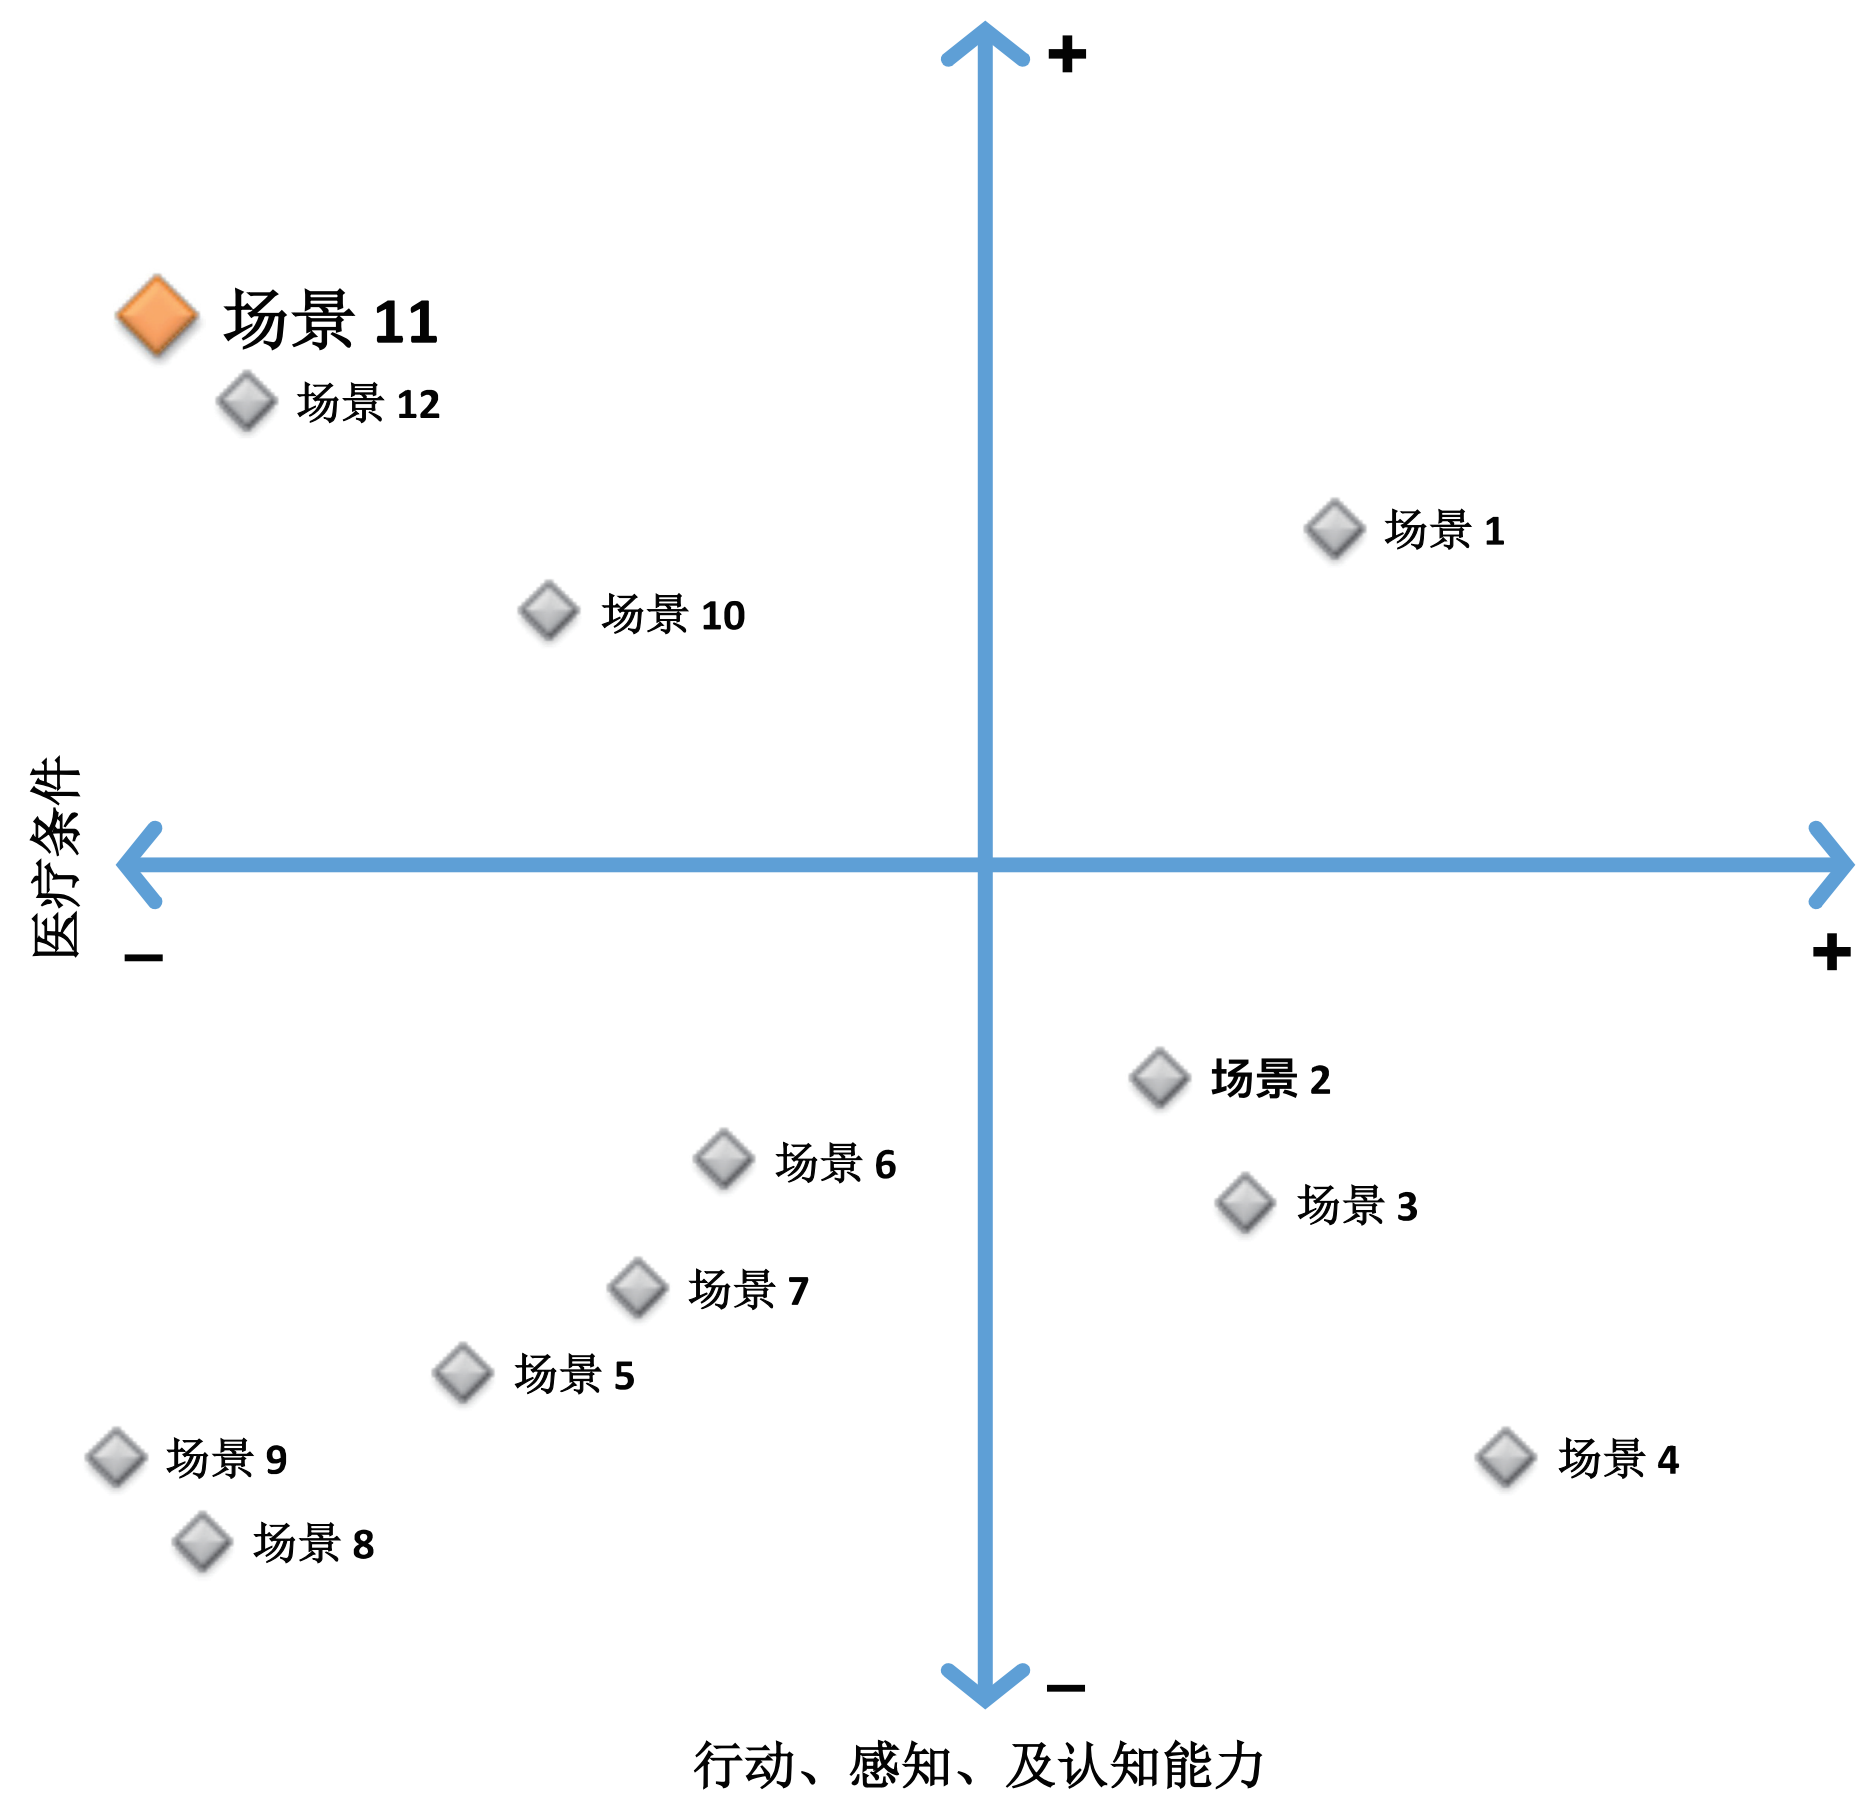 +
场景 11
场景 12
场景 1
场景 10
医疗条件
–
+
场景 2
场景 6
场景 3
场景 7
场景 5
场景 9
场景 4
场景 8
–
行动、感知、及认知能力